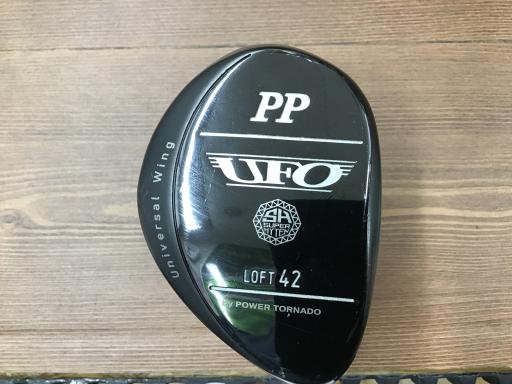 PP
UFO
SH
SUPER
LOFT 42
by POWER TORNADO
Universal Wing